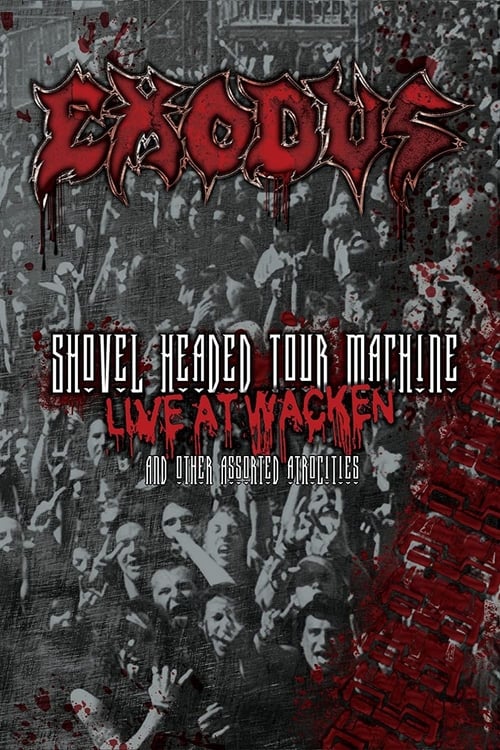 EXODUS
SHOVEL HEADED TOUR MACHINE
LIVE AT WACKEN
AND OTHER ASSORTED ATROCITIES